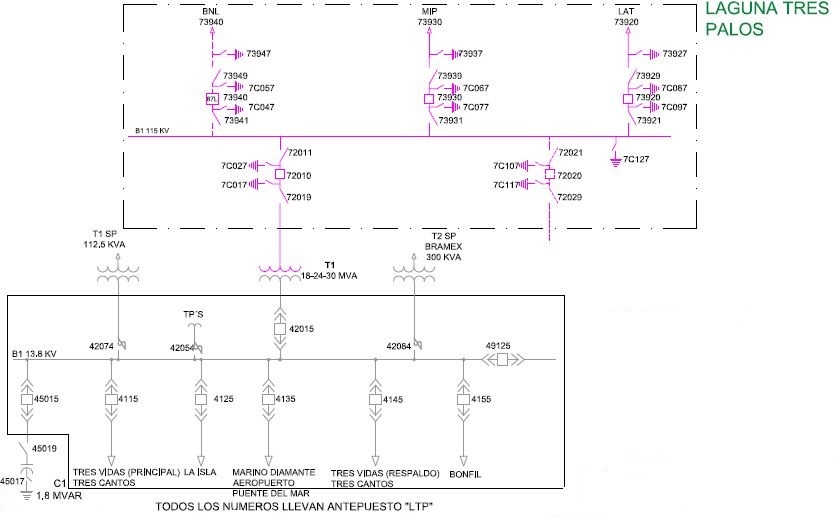 LAGUNA TRES
PALOS
BNL
73940
MIP
73930
LAT
73920
73947
73937
73927
73949
73939
73929
7C057
7C067
7C087
87L
73940
73930
73920
7C047
7C077
7C097
73941
73931
73921
B1 115 KV
72011
72021
7C127
7C027
7C107
72010
72020
7C017
7C117
72019
72029
T1 SP
112.5 KVA
T2 SP
BRAMEX
300 KVA
T1
18-24-30 MVA
TP´S
42015
42074
42054
42084
49125
B1 13.8 KV
45015
4115
4125
4135
4145
4155
45019
45017
C1
1,8 MVAR
TRES VIDAS (PRINCIPAL)
TRES CANTOS
LA ISLA
MARINO DIAMANTE
AEROPUERTO
PUENTE DEL MAR
TRES VIDAS (RESPALDO)
TRES CANTOS
BONFIL
TODOS LOS NUMEROS LLEVAN ANTEPUESTO "LTP"